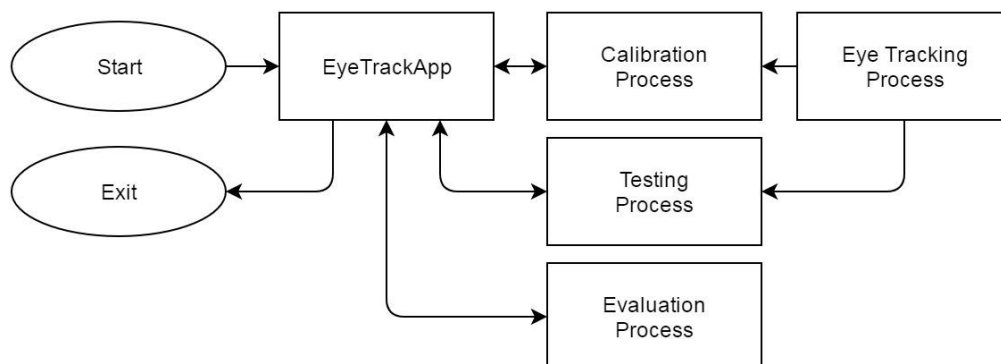 Start
EyeTrackApp
Calibration
Process
Eye Tracking
Process
Exit
Testing
Process
Evaluation
Process